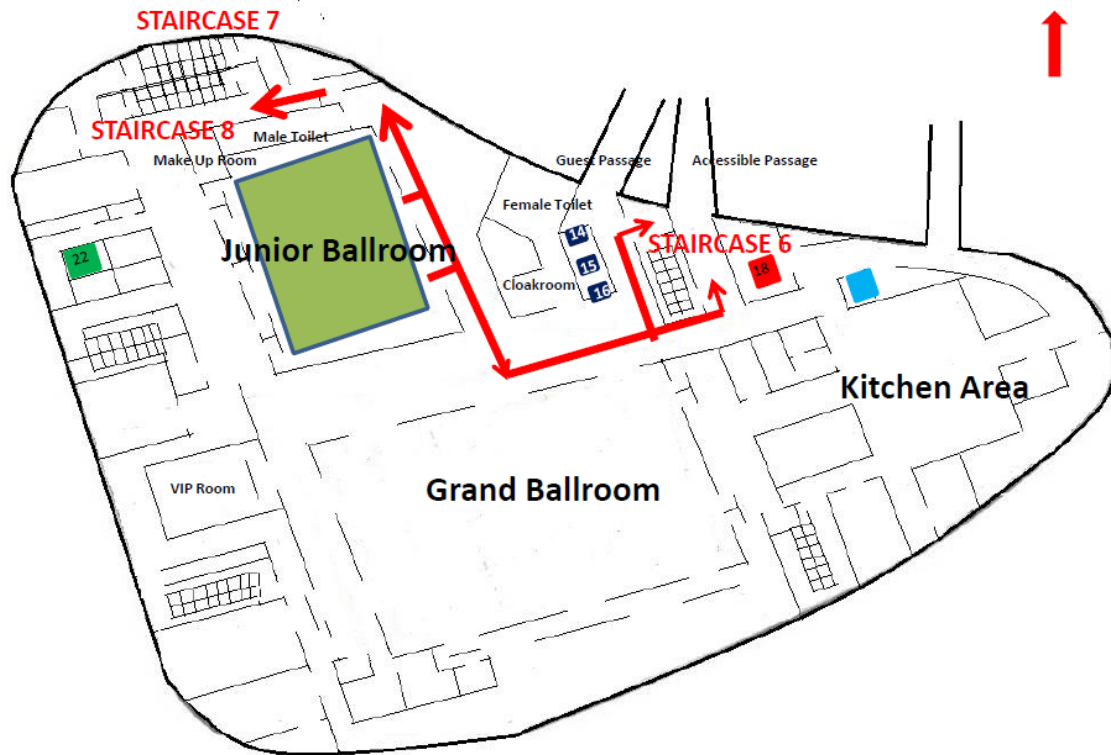 STAIRCASE 7
STAIRCASE 8
Male Toilet
Make Up Room
Guest Passage
Accessible Passage
Female Toilet
14
STAIRCASE 6
Junior Ballroom
22
15
18
Cloakroom
16
Kitchen Area
VIP Room
Grand Ballroom